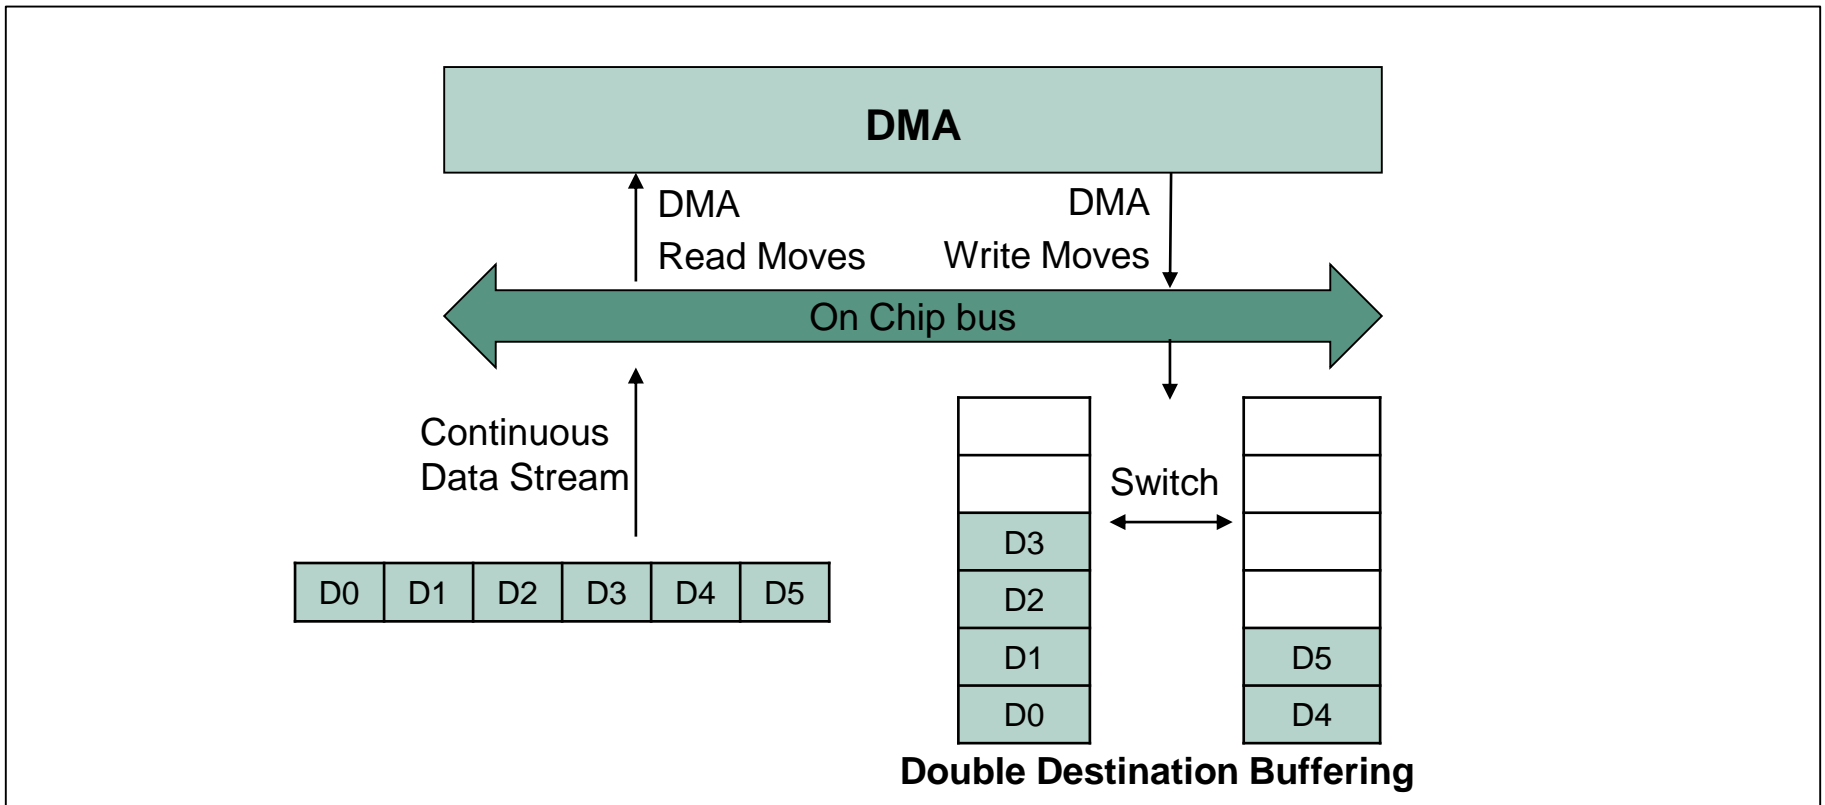 DMA
DMA
Read Moves
DMA
Write Moves
On Chip bus
Continuous
Data Stream
D0 D1 D2 D3 D4 D5
Switch
D3
D2
D1
D0
D5
D4
Double Destination Buffering